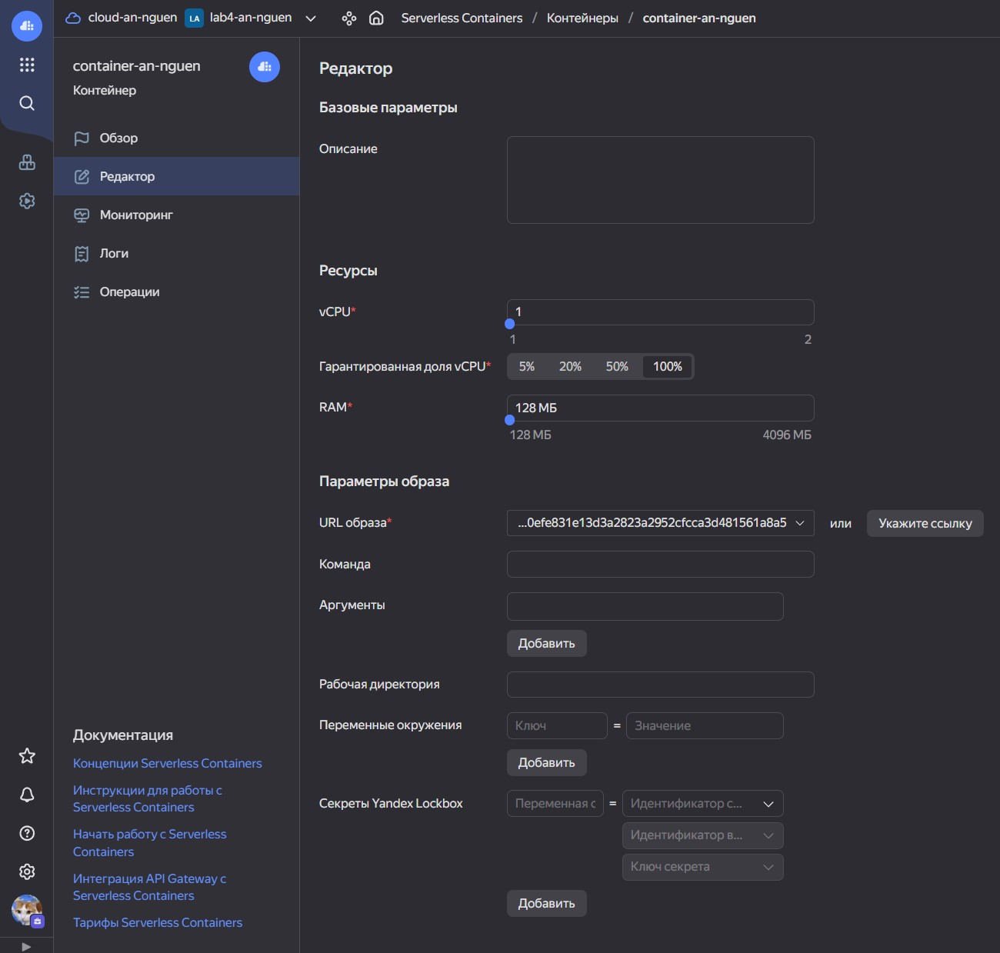 cloud-an-nguen LA lab4-an-nguen Serverless Containers / Контейнеры / container-an-nguen
container-an-nguen
Контейнер
Обзор
Редактор
Мониторинг
Логи
Операции
Документация
Концепции Serverless Containers
Инструкции для работы с
Serverless Containers
Начать работу с Serverless
Containers
Интеграция API Gateway с
Serverless Containers
Тарифы Serverless Containers
Редактор
Базовые параметры
Описание
Ресурсы
vCPU* 1
1 2
Гарантированная доля vCPU* 5% 20% 50% 100%
RAM* 128 МБ
128 МБ 4096 МБ
Параметры образа
URL образа* ...0efe831e13d3a2823a2952cfcca3d481561a8a5 или Укажите ссылку
Команда
Аргументы
Добавить
Рабочая директория
Переменные окружения Ключ = Значение
Добавить
Секреты Yandex Lockbox Переменная с = Идентификатор с...
Идентификатор в...
Ключ секрета
Добавить